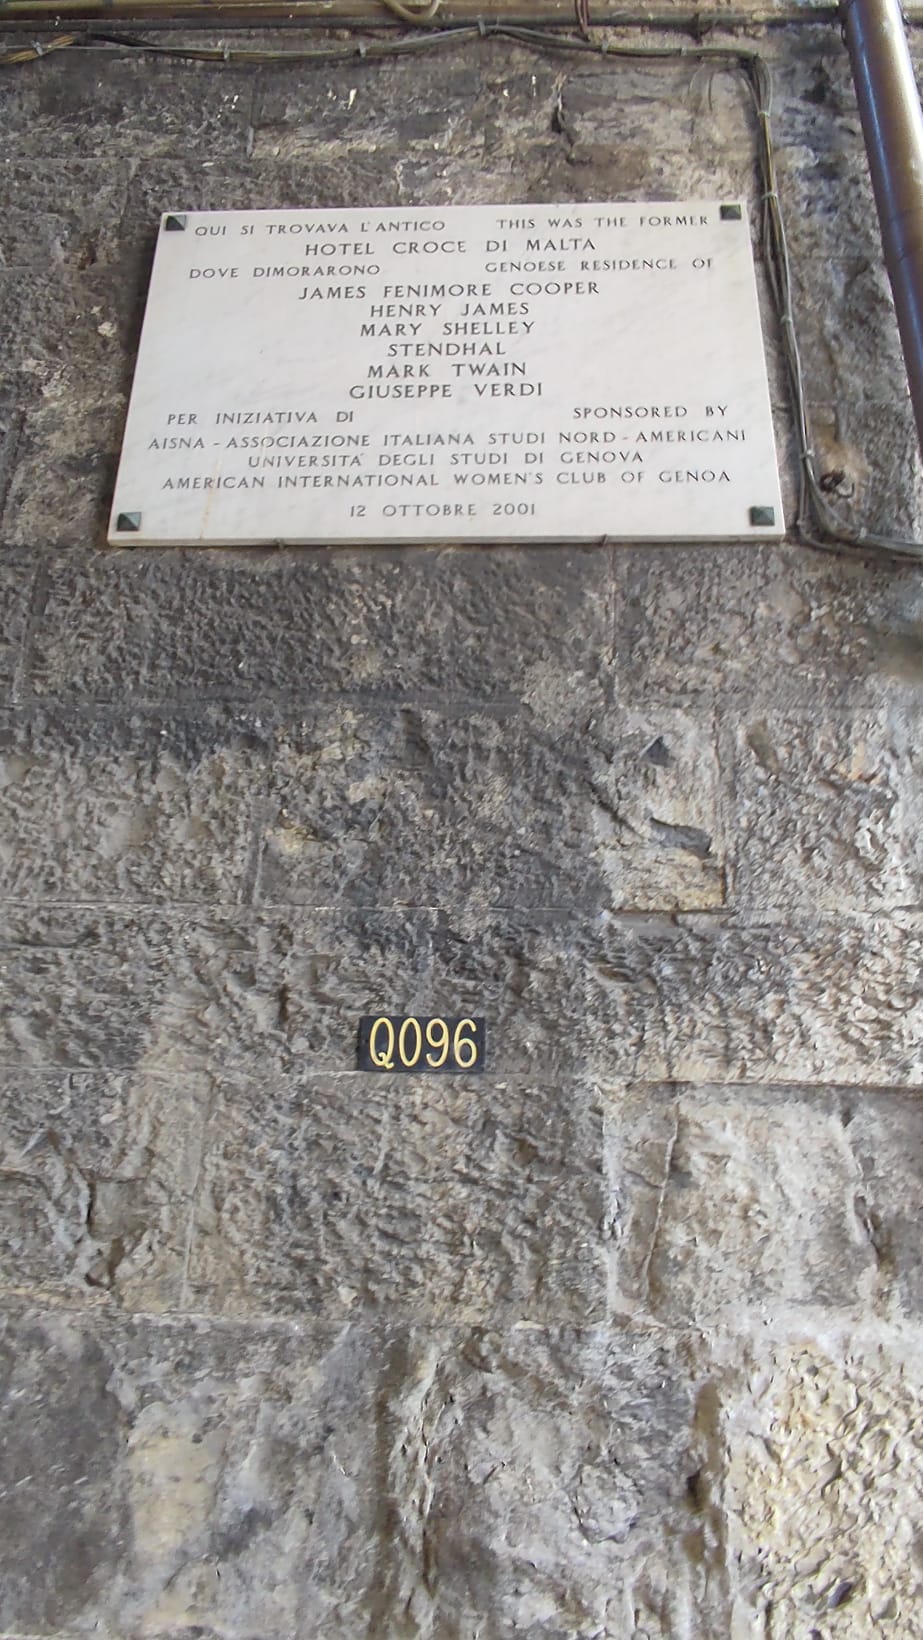 QUI SI TROVAVA L'ANTICO THIS WAS THE FORMER
HOTEL CROCE DI MALTA
DOVE DIMORARONO GENOESE RESIDENCE OF
JAMES FENIMORE COOPER
HENRY JAMES
MARY SHELLEY
STENDHAL
MARK TWAIN
GIUSEPPE VERDI
PER INIZIATIVA DI SPONSORED BY
AISNA - ASSOCIAZIONE ITALIANA STUDI NORD - AMERICANI
UNIVERSITA' DEGLI STUDI DI GENOVA
AMERICAN INTERNATIONAL WOMEN'S CLUB OF GENOA
12 OTTOBRE 2001
Q096